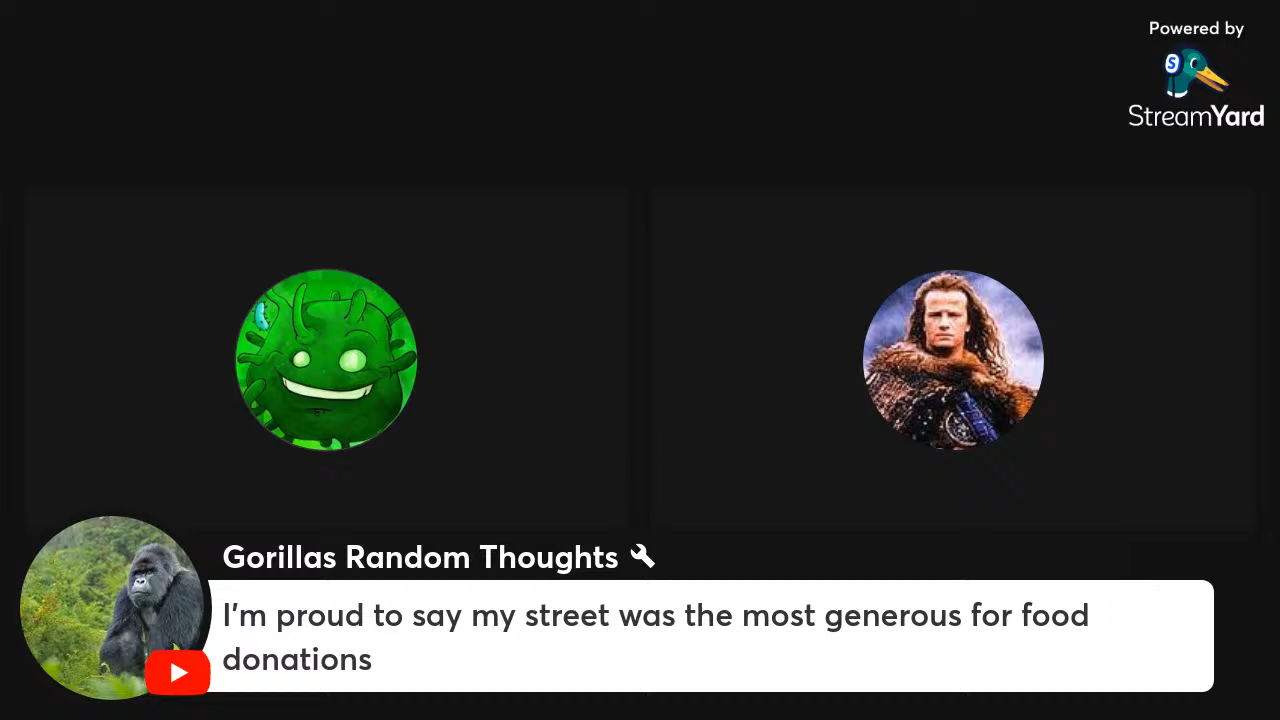 Powered by
S
StreamYard
Gorillas Random Thoughts
I'm proud to say my street was the most generous for food
donations